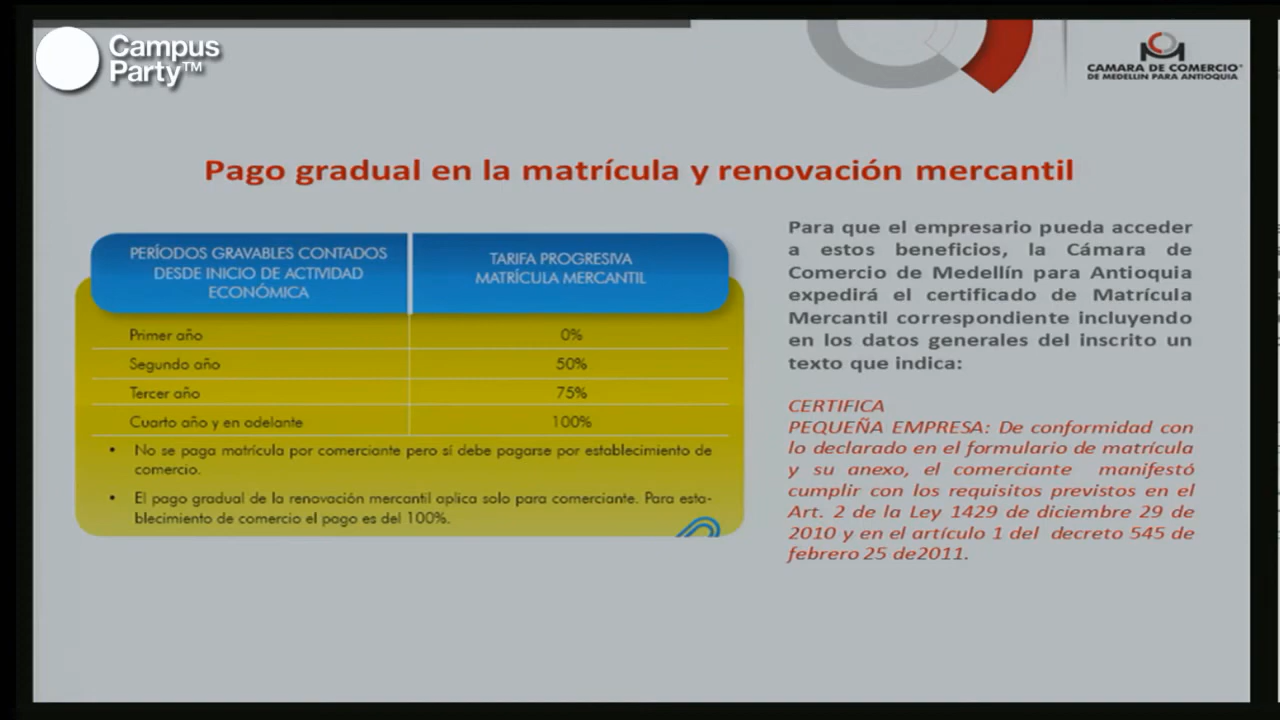 Campus
Party™
CAMARA DE COMERCIO®
DE MEDELLIN PARA ANTIOQUIA
Pago gradual en la matrícula y renovación mercantil
PERÍODOS GRAVABLES CONTADOS
DESDE INICIO DE ACTIVIDAD
ECONÓMICA
TARIFA PROGRESIVA
MATRÍCULA MERCANTIL
Primer año 0%
Segundo año 50%
Tercer año 75%
Cuarto año y en adelante 100%
• No se paga matrícula por comerciante pero sí debe pagarse por establecimiento de
comercio.
• El pago gradual de la renovación mercantil aplica solo para comerciante. Para esta-
blecimiento de comercio el pago es del 100%.
Para que el empresario pueda acceder
a estos beneficios, la Cámara de
Comercio de Medellín para Antioquia
expedirá el certificado de Matrícula
Mercantil correspondiente incluyendo
en los datos generales del inscrito un
texto que indica:
CERTIFICA
PEQUEÑA EMPRESA: De conformidad con
lo declarado en el formulario de matrícula
y su anexo, el comerciante manifestó
cumplir con los requisitos previstos en el
Art. 2 de la Ley 1429 de diciembre 29 de
2010 y en el artículo 1 del decreto 545 de
febrero 25 de2011.